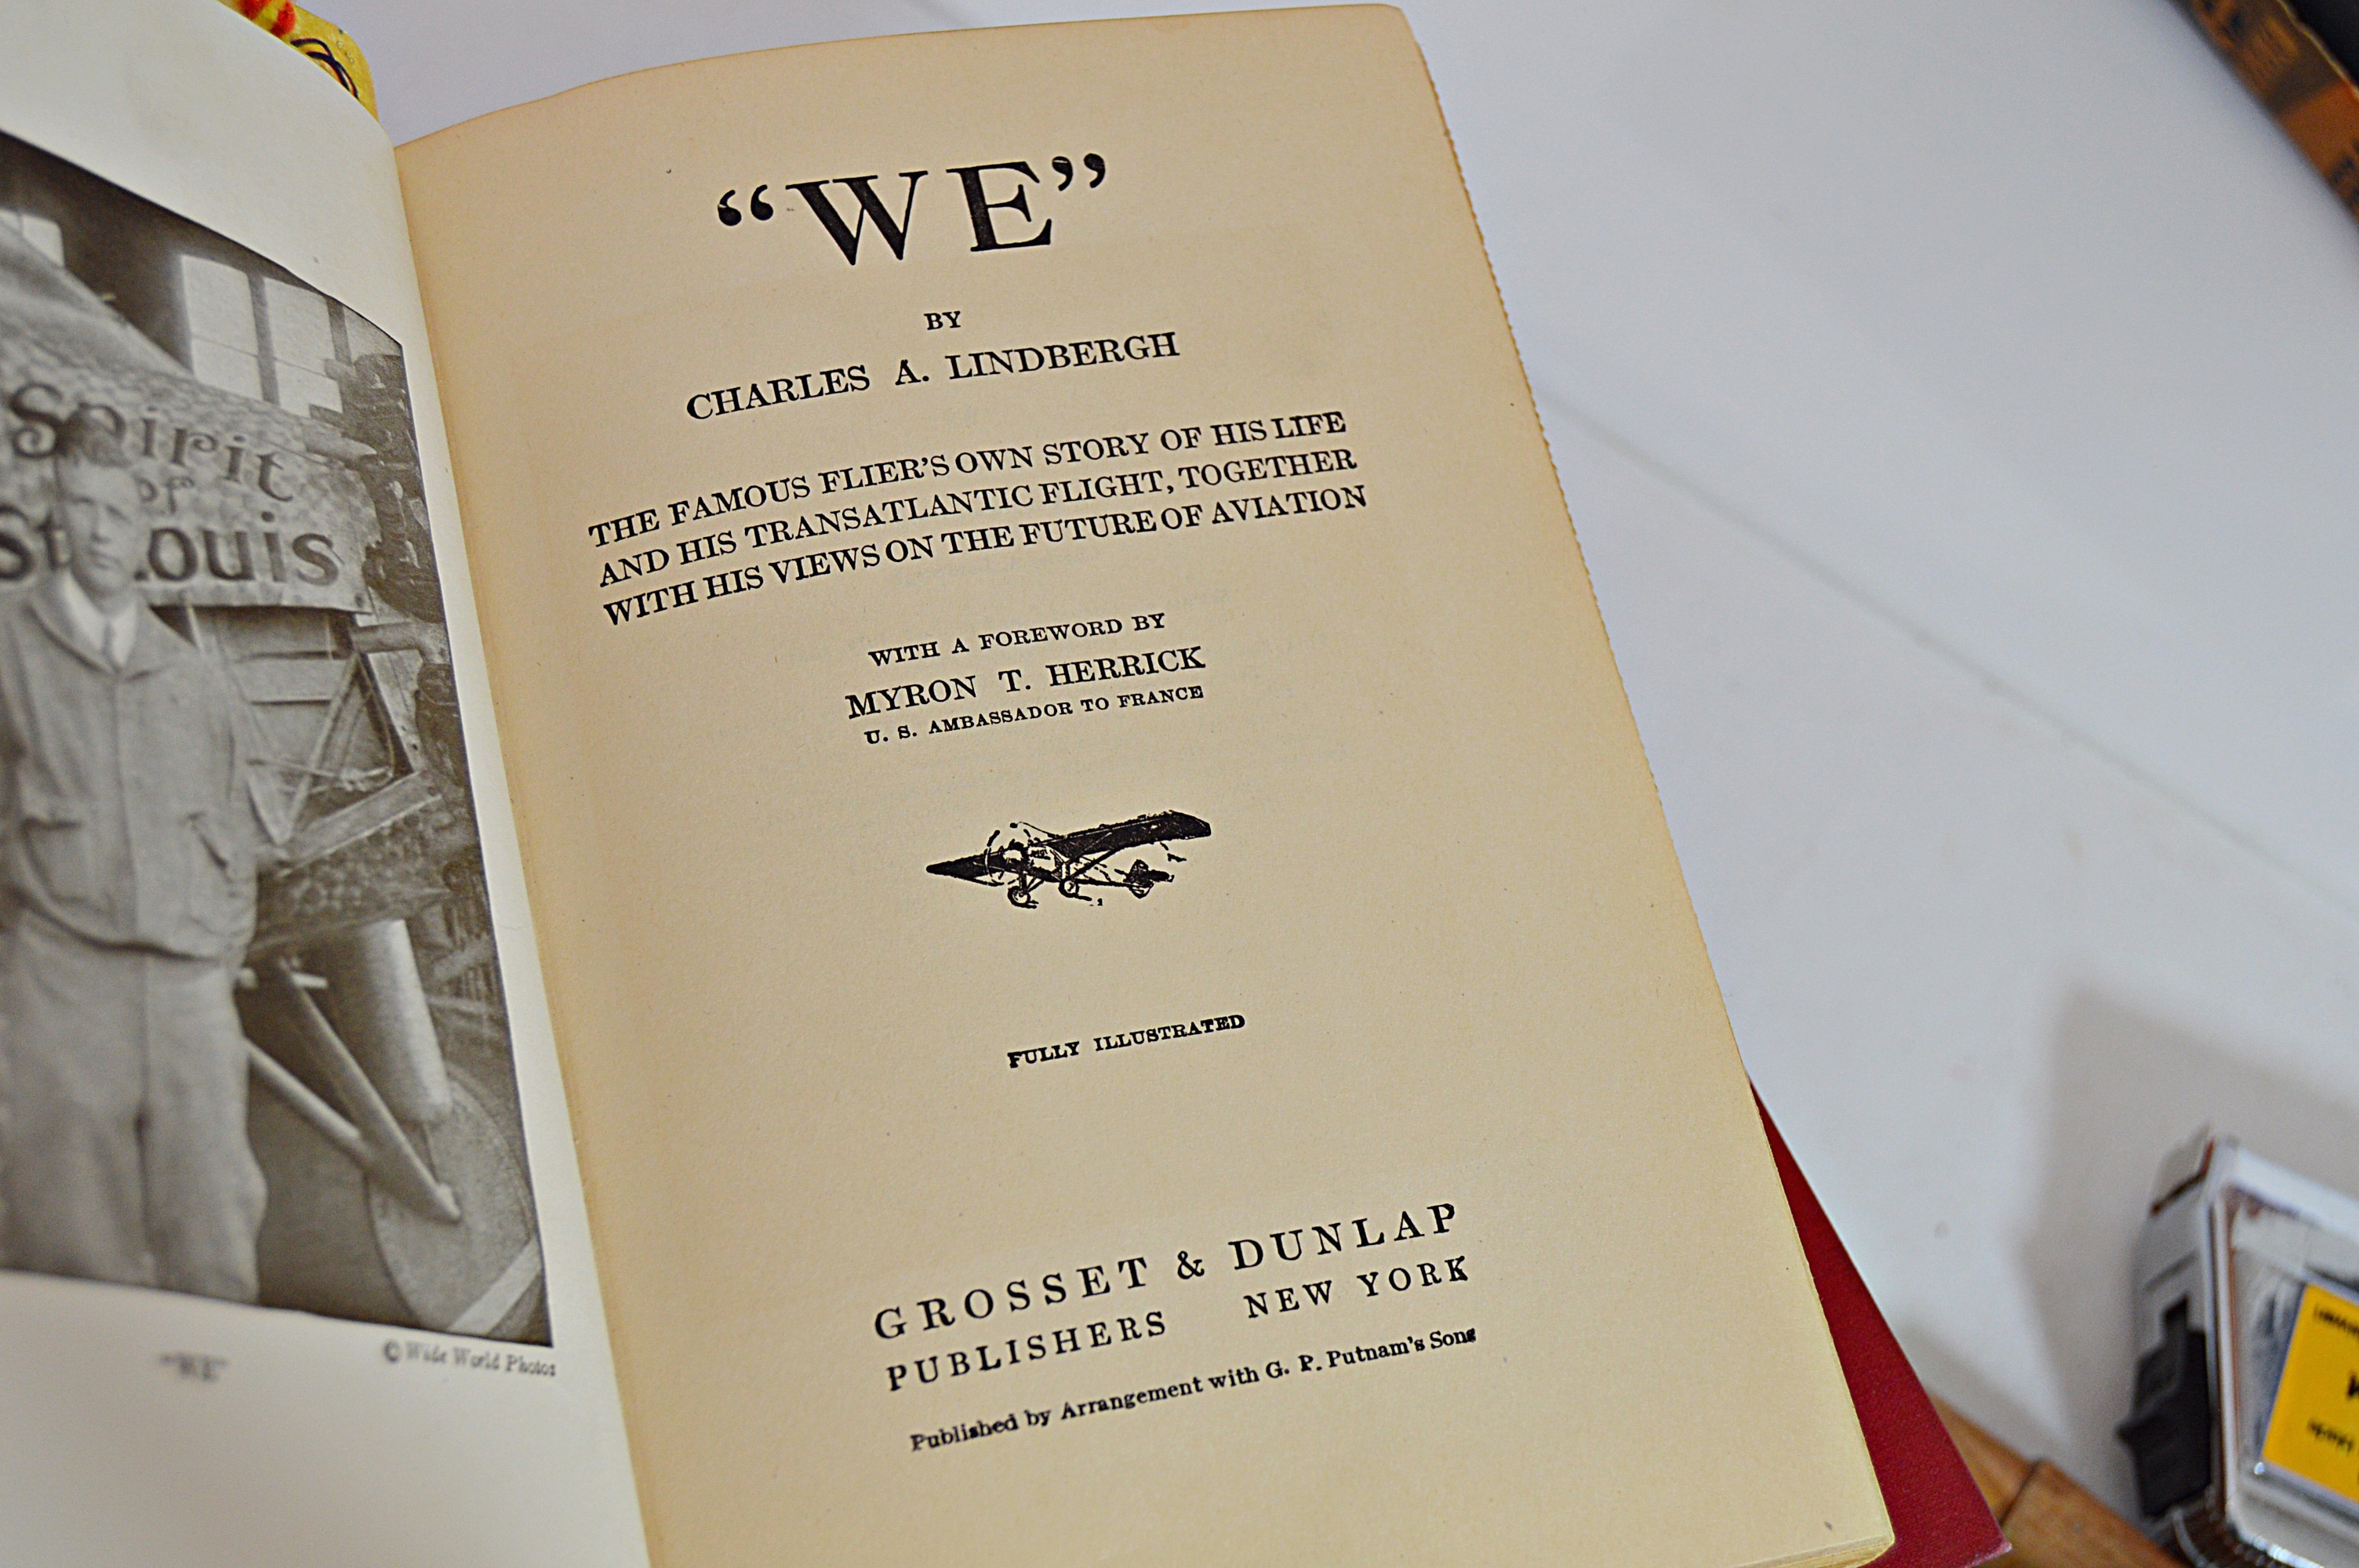 Spirit
of
St. Louis
"WE"
© Wide World Photos
"WE"
BY
CHARLES A. LINDBERGH
THE FAMOUS FLIER'S OWN STORY OF HIS LIFE
AND HIS TRANSATLANTIC FLIGHT, TOGETHER
WITH HIS VIEWS ON THE FUTURE OF AVIATION
WITH A FOREWORD BY
MYRON T. HERRICK
U. S. AMBASSADOR TO FRANCE
FULLY ILLUSTRATED
GROSSET & DUNLAP
PUBLISHERS NEW YORK
Published by Arrangement with G. P. Putnam's Sons